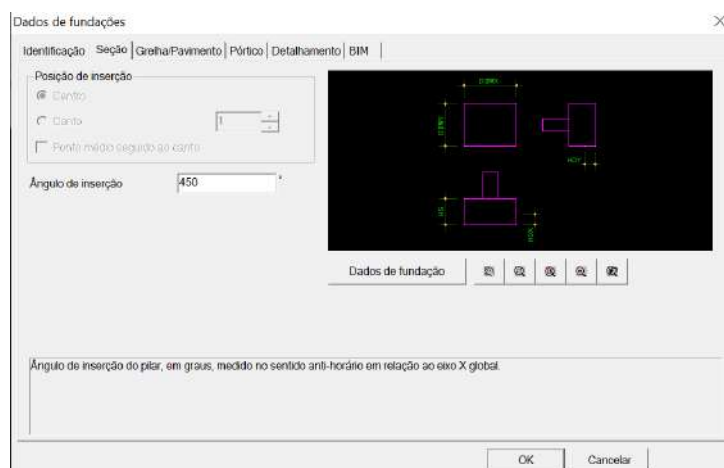 Dados de fundações
Identificação Seção Grelha/Pavimento Pórtico Detalhamento BIM
Posição de inserção
Centro
Canto 1
Ponto médio seguido ao canto
Ângulo de inserção 450 °
Dados de fundação
Ângulo de inserção do pilar, em graus, medido no sentido anti-horário em relação ao eixo X global.
OK Cancelar